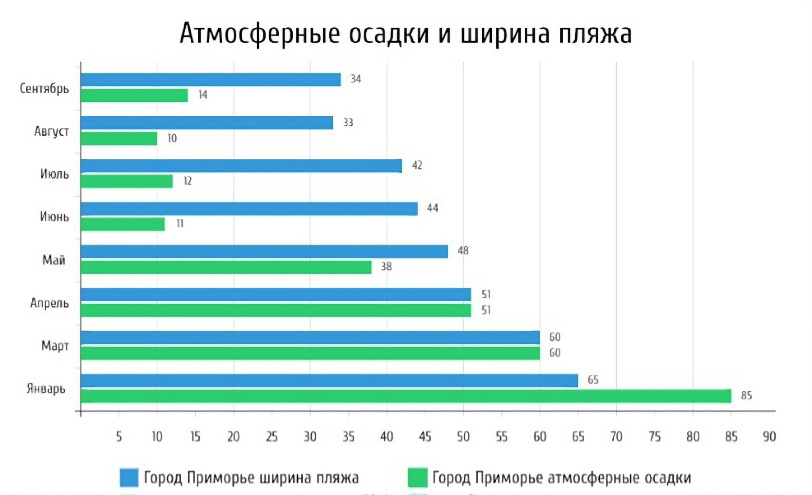 Атмосферные осадки и ширина пляжа
Сентябрь
34
14
Август
33
10
Июль
42
12
Июнь
44
11
Май
48
38
Апрель
51
51
Март
60
60
Январь
65
85
5 10 15 20 25 30 35 40 45 50 55 60 65 70 75 80 85 90
Город Приморье ширина пляжа Город Приморье атмосферные осадки